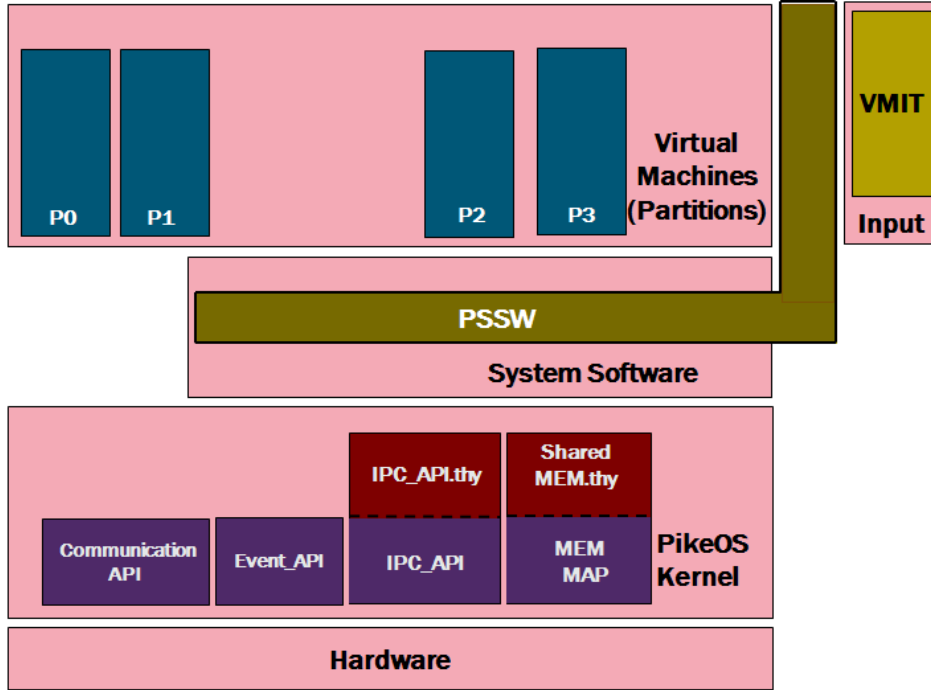 VMIT
Virtual
Machines
(Partitions)
P0
P1
P2
P3
Input
PSSW
System Software
IPC_API.thy
Shared
MEM.thy
Communication
API
Event_API
IPC_API
MEM
MAP
PikeOS
Kernel
Hardware